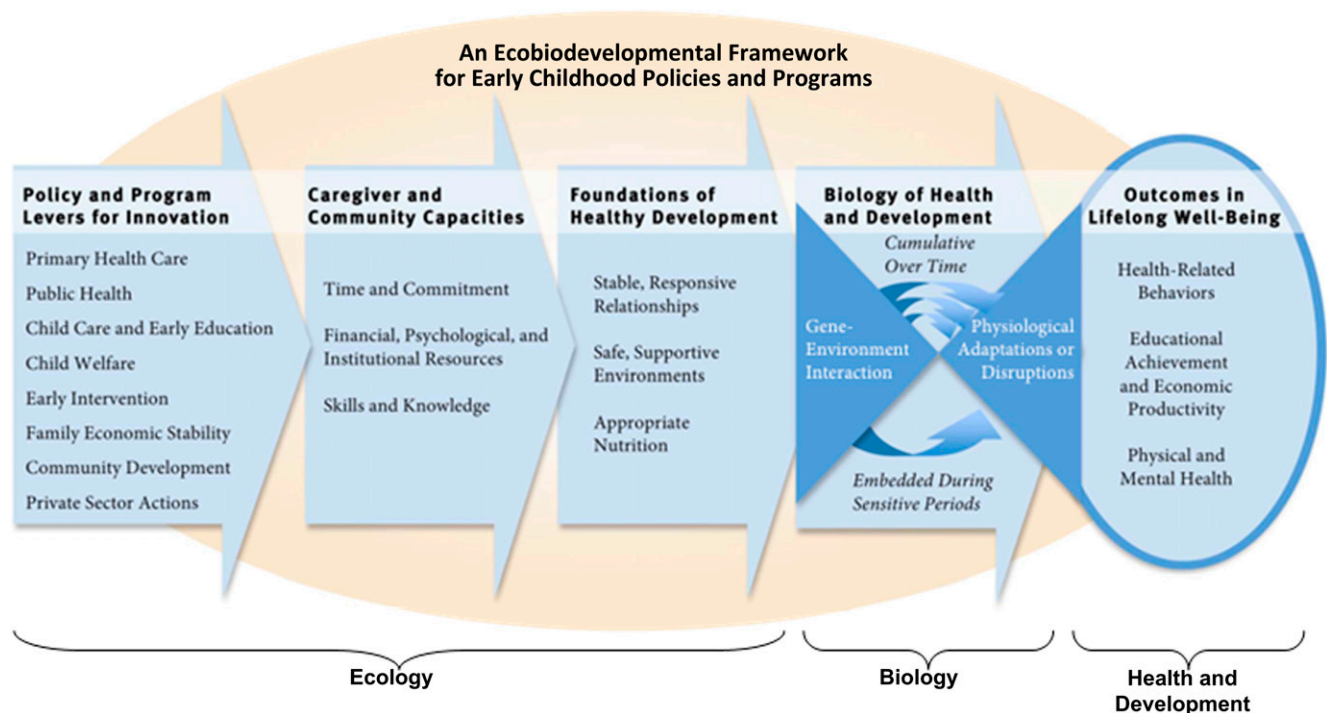 An Ecobiodevelopmental Framework
for Early Childhood Policies and Programs
Policy and Program
Levers for Innovation
Primary Health Care
Public Health
Child Care and Early Education
Child Welfare
Early Intervention
Family Economic Stability
Community Development
Private Sector Actions
Caregiver and
Community Capacities
Time and Commitment
Financial, Psychological, and
Institutional Resources
Skills and Knowledge
Foundations of
Healthy Development
Stable, Responsive
Relationships
Safe, Supportive
Environments
Appropriate
Nutrition
Biology of Health
and Development
Cumulative
Over Time
Gene-
Environment
Interaction
Physiological
Adaptations or
Disruptions
Embedded During
Sensitive Periods
Outcomes in
Lifelong Well-Being
Health-Related
Behaviors
Educational
Achievement
and Economic
Productivity
Physical and
Mental Health
Ecology
Biology
Health and
Development